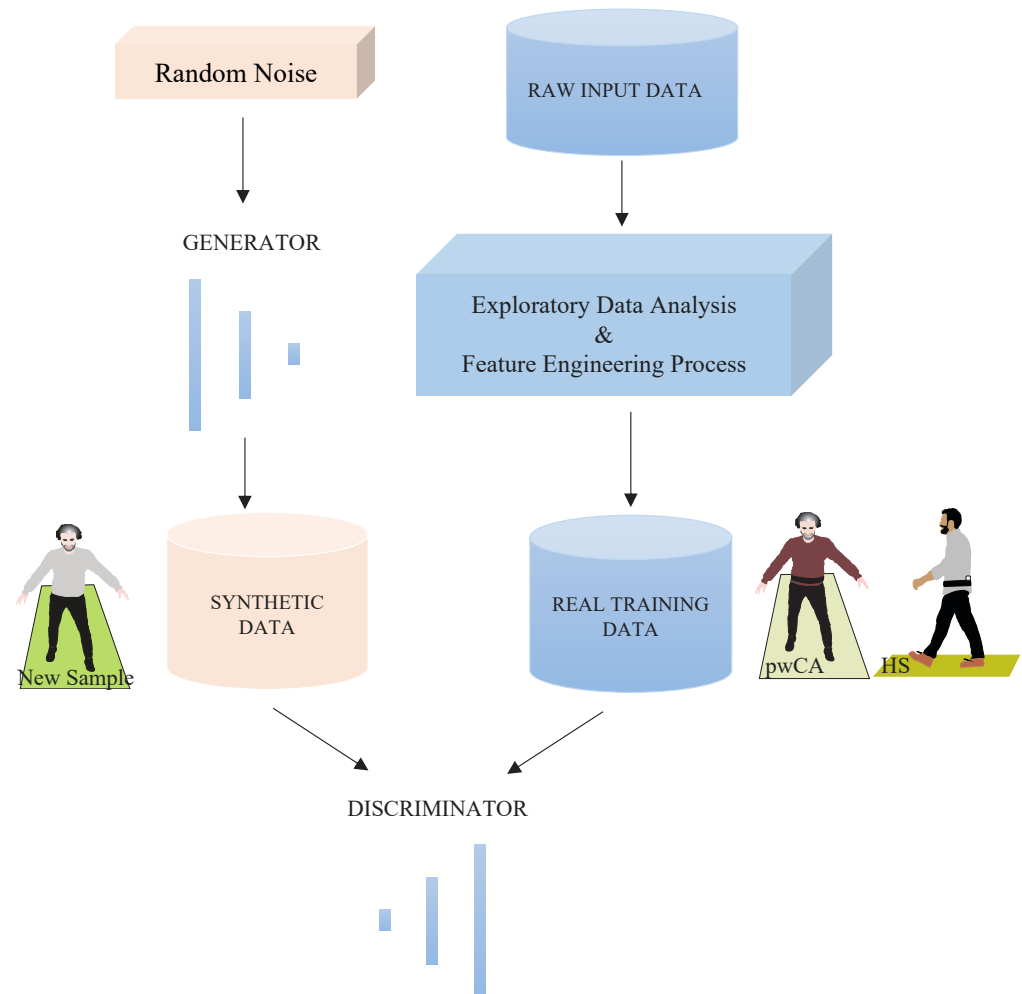 Random Noise
RAW INPUT DATA
GENERATOR
Exploratory Data Analysis
&
Feature Engineering Process
SYNTHETIC
DATA
REAL TRAINING
DATA
New Sample
pwCA
HS
DISCRIMINATOR